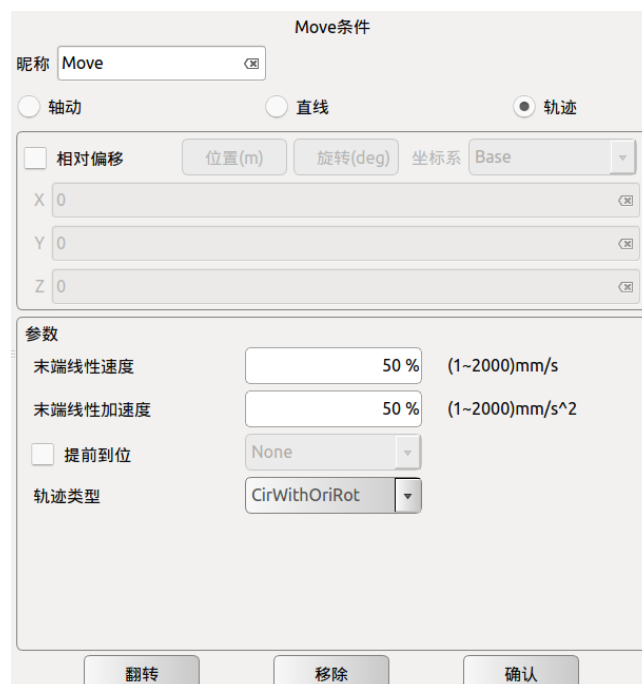 Move条件
昵称 Move
轴动 直线 轨迹
相对偏移 位置(m) 旋转(deg) 坐标系 Base
X 0
Y 0
Z 0
参数
末端线性速度 50 % (1~2000)mm/s
末端线性加速度 50 % (1~2000)mm/s^2
提前到位 None
轨迹类型 CirWithOriRot
翻转 移除 确认